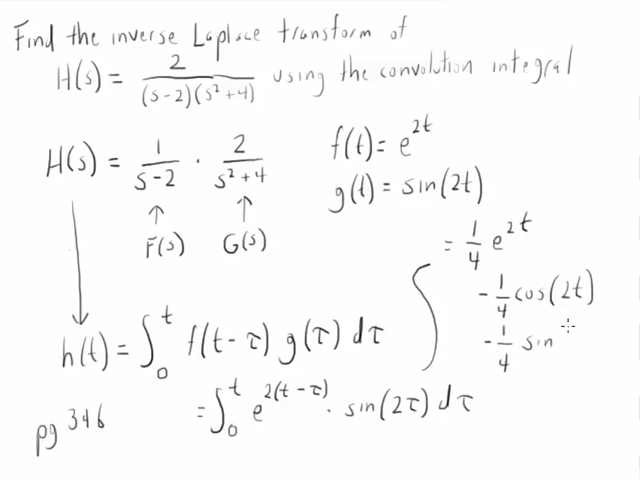 Find the inverse Laplace transform of
H(s) = 2/((s-2)(s²+4)) using the convolution integral
H(s) = 1/(s-2) · 2/(s²+4)
↑ F(s) ↑ G(s)
f(t) = e^{2t}
g(t) = sin(2t)
h(t) = ∫₀ᵗ f(t-τ) g(τ) dτ
= ∫₀ᵗ e^{2(t-τ)} · sin(2τ) dτ
= 1/4 e^{2t}
- 1/4 cos(2t)
- 1/4 sin
pg 346